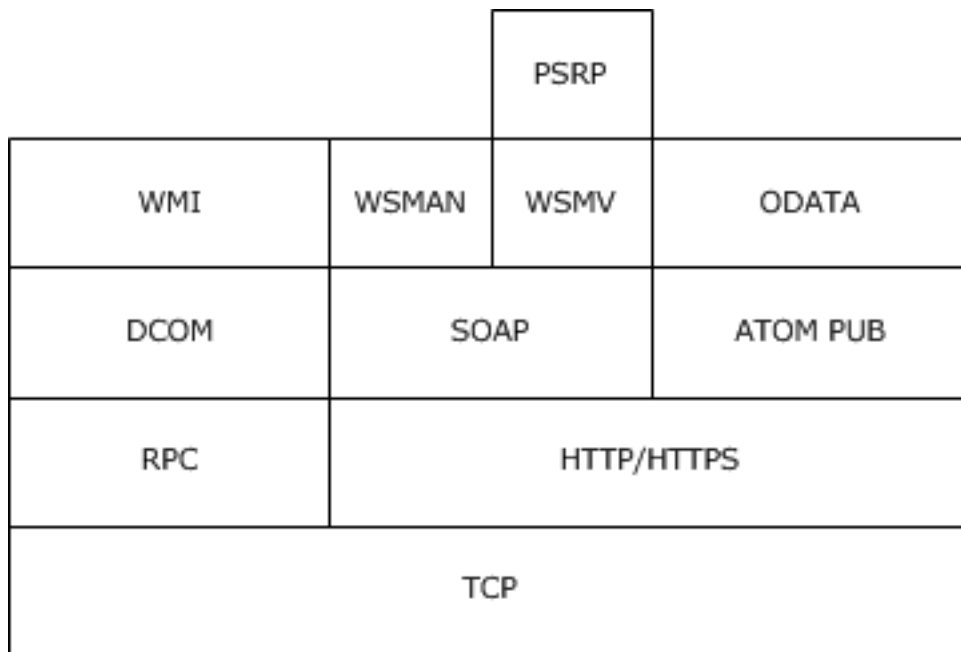 PSRP
WMI
WSMAN
WSMV
ODATA
DCOM
SOAP
ATOM PUB
RPC
HTTP/HTTPS
TCP